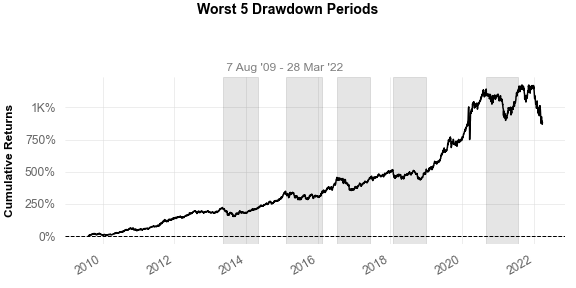 Worst 5 Drawdown Periods
7 Aug '09 - 28 Mar '22
Cumulative Returns
1K%
750%
500%
250%
0%
2010 2012 2014 2016 2018 2020 2022